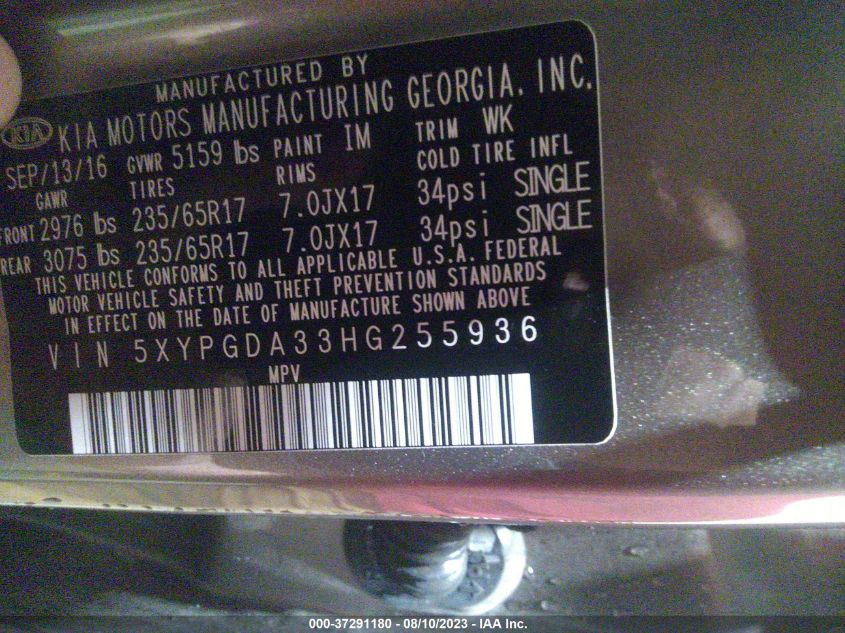 MANUFACTURED BY
KIA KIA MOTORS MANUFACTURING GEORGIA, INC.
SEP/13/16 GVWR 5159 lbs PAINT IM TRIM WK
GAWR TIRES RIMS COLD TIRE INFL
FRONT 2976 lbs 235/65R17 7.0JX17 34psi SINGLE
REAR 3075 lbs 235/65R17 7.0JX17 34psi SINGLE
THIS VEHICLE CONFORMS TO ALL APPLICABLE U.S.A. FEDERAL
MOTOR VEHICLE SAFETY AND THEFT PREVENTION STANDARDS
IN EFFECT ON THE DATE OF MANUFACTURE SHOWN ABOVE
VIN 5XYPGDA33HG255936
MPV
000-37291180 - 08/10/2023 - IAA Inc.